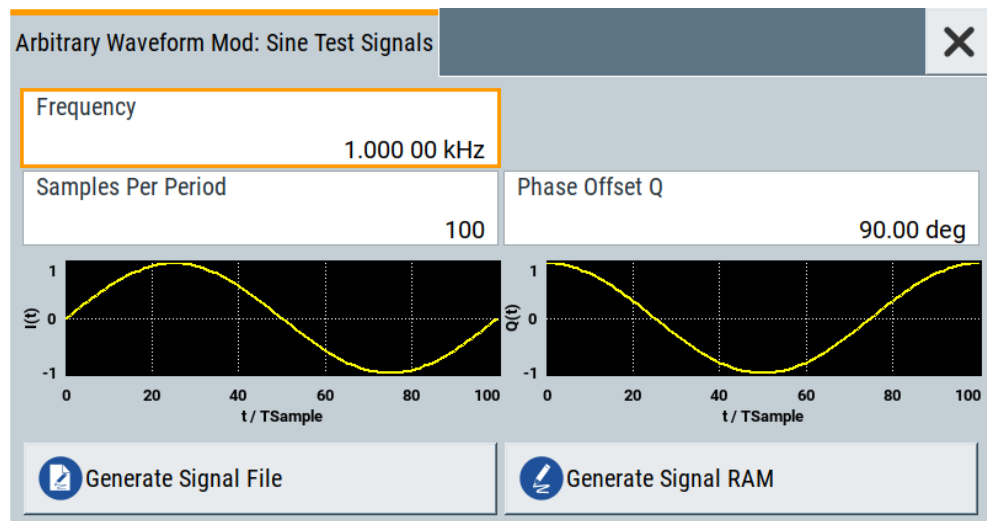 Arbitrary Waveform Mod: Sine Test Signals
Frequency
1.000 00 kHz
Samples Per Period
100
Phase Offset Q
90.00 deg
I(t)
1
0
-1
0 20 40 60 80 100
t / TSample
Q(t)
1
0
-1
0 20 40 60 80 100
t / TSample
Generate Signal File
Generate Signal RAM